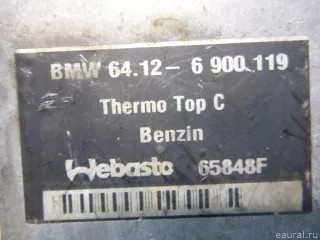 BMW 64.12- 6 900 119
Thermo Top C
Benzin
Webasto 65848F
© eaural.ru